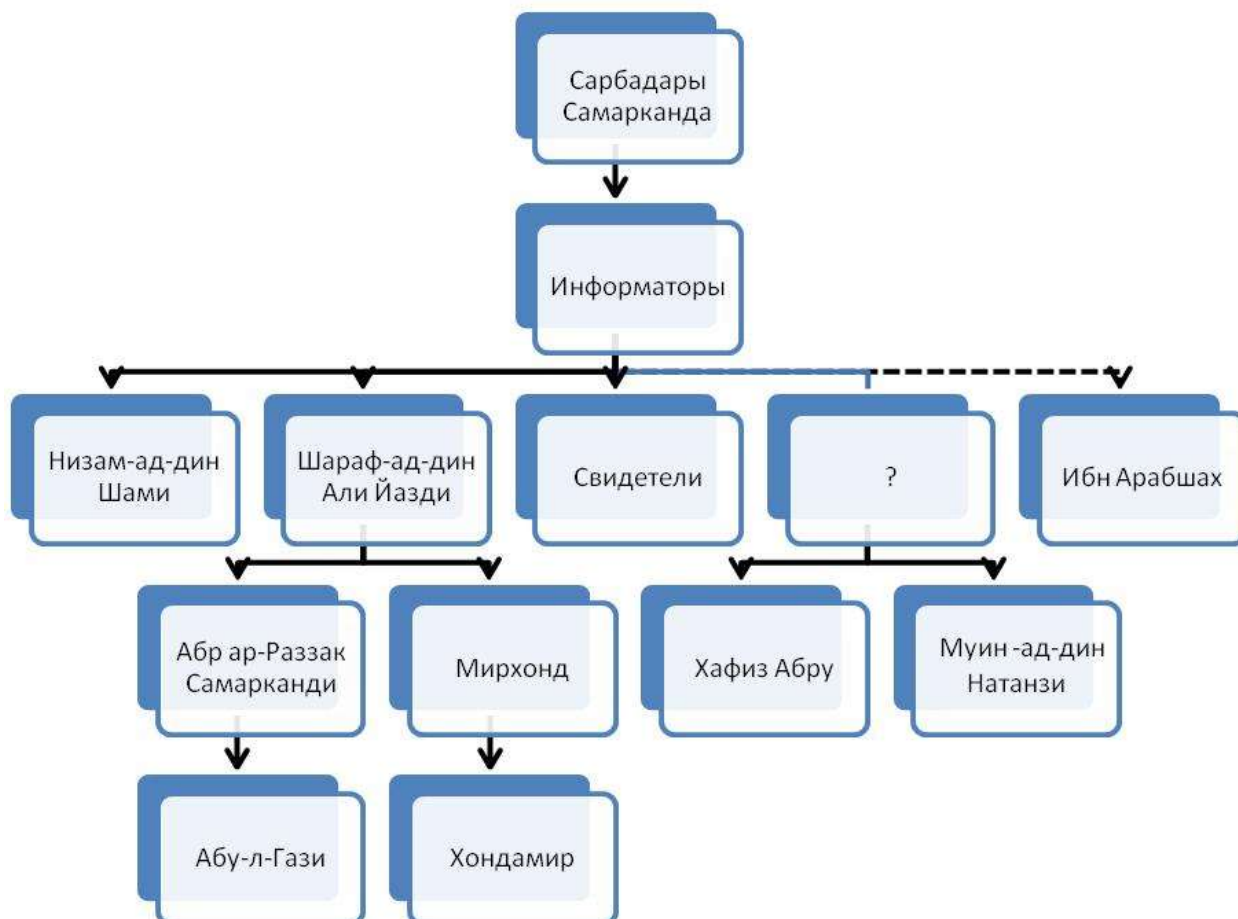 Сарбадары
Самарканда
Информаторы
Низам-ад-дин
Шами
Шараф-ад-дин
Али Йазди
Свидетели
?
Ибн Арабшах
Абр ар-Раззак
Самарканди
Мирхонд
Хафиз Абру
Муин -ад-дин
Натанзи
Абу-л-Гази
Хондамир